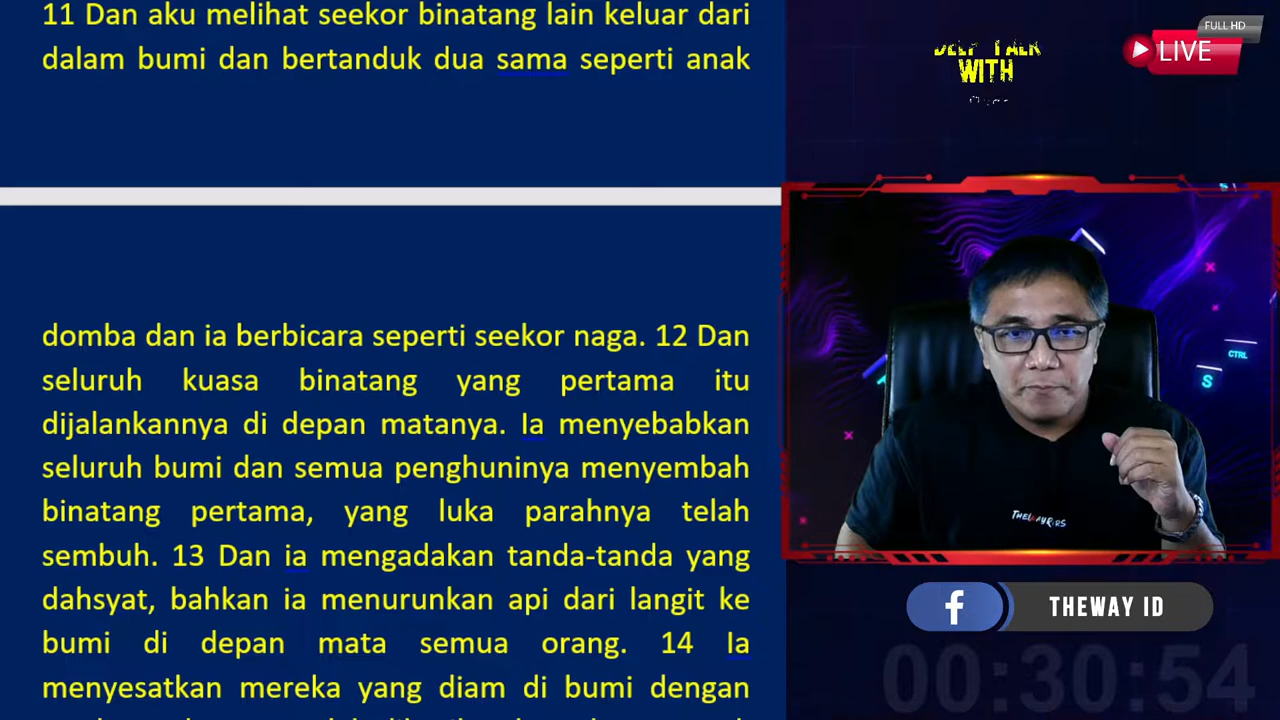 11 Dan aku melihat seekor binatang lain keluar dari
dalam bumi dan bertanduk dua sama seperti anak
domba dan ia berbicara seperti seekor naga. 12 Dan
seluruh kuasa binatang yang pertama itu
dijalankannya di depan matanya. Ia menyebabkan
seluruh bumi dan semua penghuninya menyembah
binatang pertama, yang luka parahnya telah
sembuh. 13 Dan ia mengadakan tanda-tanda yang
dahsyat, bahkan ia menurunkan api dari langit ke
bumi di depan mata semua orang. 14 Ia
menyesatkan mereka yang diam di bumi dengan
DEEP TALK
WITH
FULL HD
LIVE
CTRL
S
f THEWAY ID
00:30:54